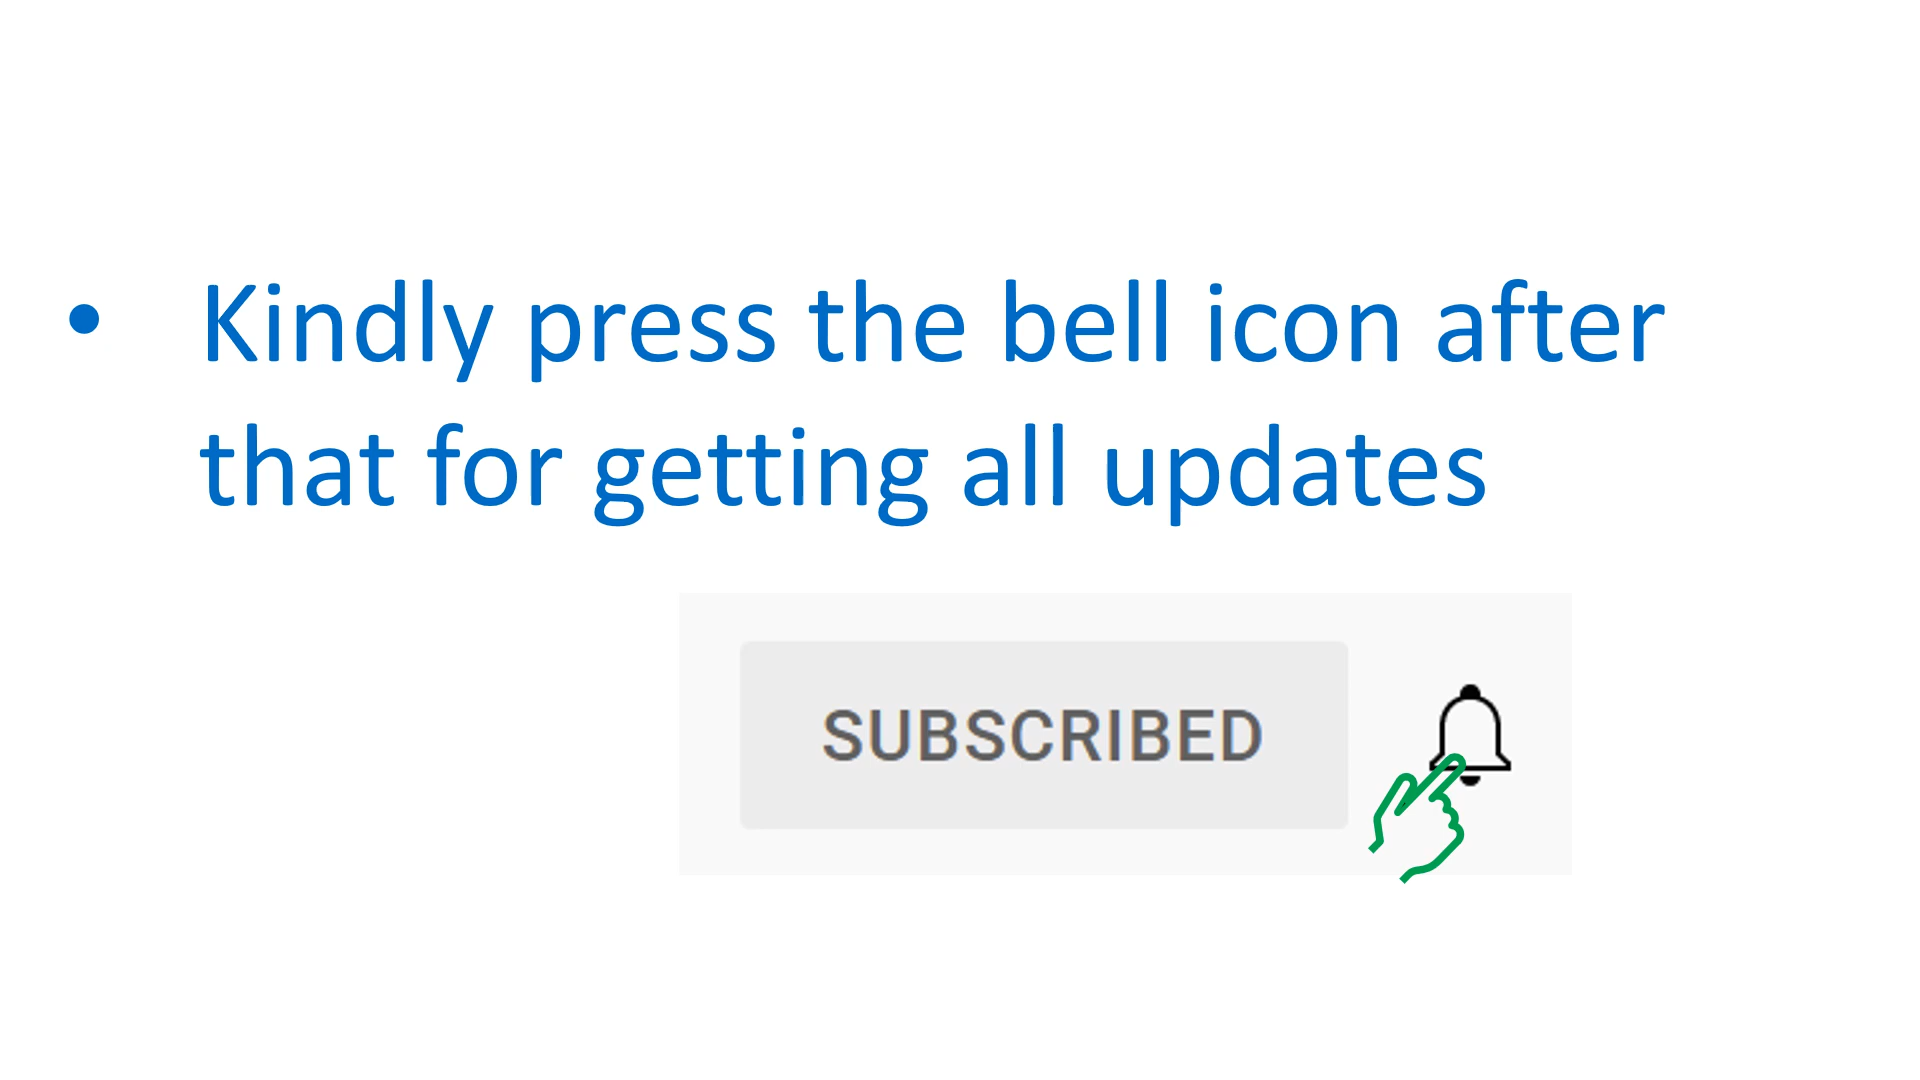 • Kindly press the bell icon after
that for getting all updates
SUBSCRIBED